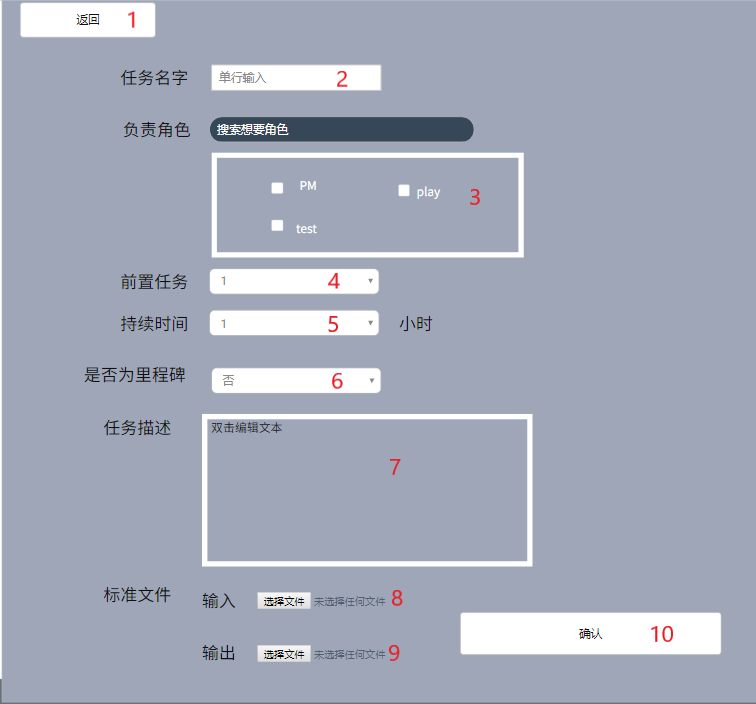 返回 1
任务名字 单行输入 2
负责角色 搜索想要角色
PM play 3
test
前置任务 1 4
持续时间 1 5 小时
是否为里程碑 否 6
任务描述 双击编辑文本
7
标准文件 输入 选择文件 未选择任何文件 8
确认 10
输出 选择文件 未选择任何文件 9